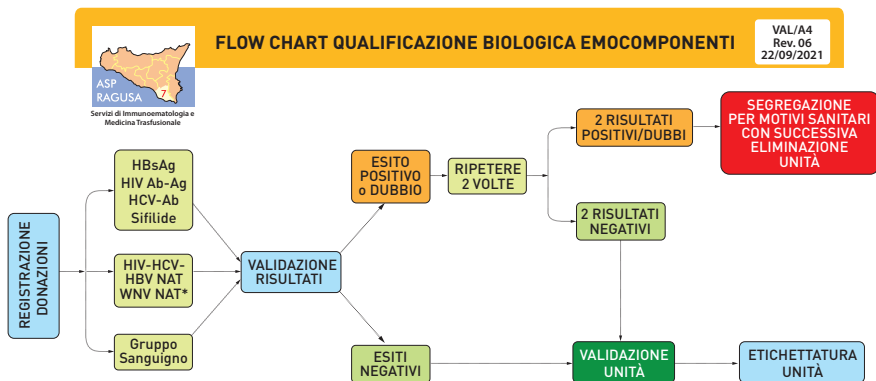 FLOW CHART QUALIFICAZIONE BIOLOGICA EMOCOMPONENTI
VAL/A4
Rev. 06
22/09/2021
ASP
RAGUSA
7
Servizi di Immunoematologia e
Medicina Trasfusionale
REGISTRAZIONE
DONAZIONI
HBsAg
HIV Ab-Ag
HCV-Ab
Sifilide
HIV-HCV-
HBV NAT
WNV NAT*
Gruppo
Sanguigno
VALIDAZIONE
RISULTATI
ESITO
POSITIVO
o DUBBIO
RIPETERE
2 VOLTE
2 RISULTATI
POSITIVI/DUBBI
SEGREGAZIONE
PER MOTIVI SANITARI
CON SUCCESSIVA
ELIMINAZIONE
UNITÀ
2 RISULTATI
NEGATIVI
ESITI
NEGATIVI
VALIDAZIONE
UNITÀ
ETICHETTATURA
UNITÀ